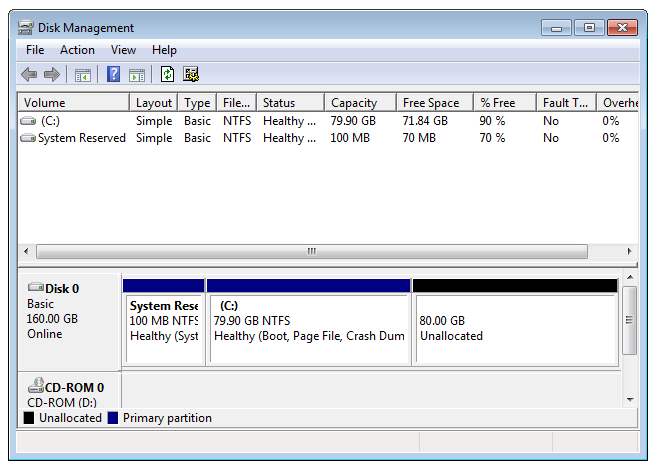 Disk Management
File Action View Help
Volume Layout Type File... Status Capacity Free Space % Free Fault T... Overhe
(C:) Simple Basic NTFS Healthy ... 79.90 GB 71.84 GB 90 % No 0%
System Reserved Simple Basic NTFS Healthy ... 100 MB 70 MB 70 % No 0%
Disk 0
Basic
160.00 GB
Online
System Rese
100 MB NTFS
Healthy (Syst
(C:)
79.90 GB NTFS
Healthy (Boot, Page File, Crash Dum
80.00 GB
Unallocated
CD-ROM 0
CD-ROM (D:)
Unallocated Primary partition